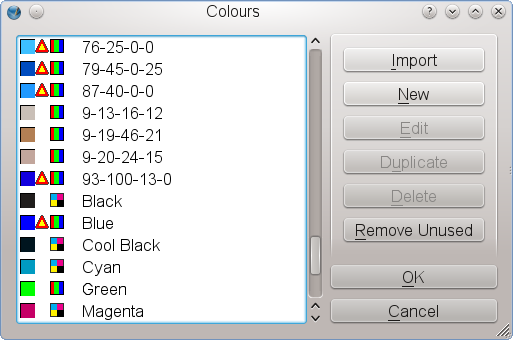 Colours
76-25-0-0
79-45-0-25
87-40-0-0
9-13-16-12
9-19-46-21
9-20-24-15
93-100-13-0
Black
Blue
Cool Black
Cyan
Green
Magenta
Import
New
Edit
Duplicate
Delete
Remove Unused
OK
Cancel